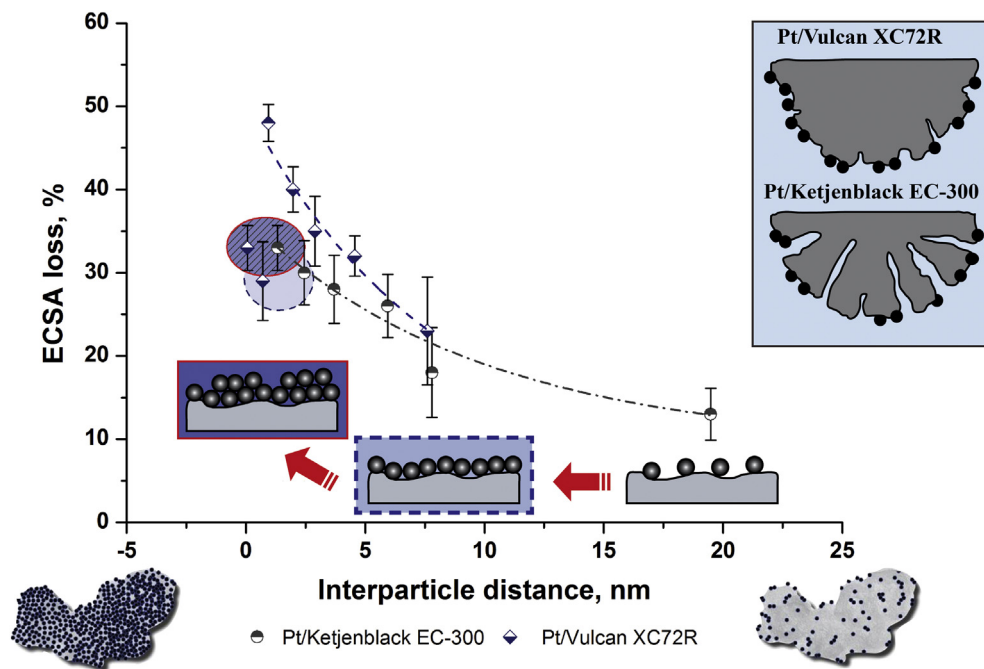 Pt/Vulcan XC72R
Pt/Ketjenblack EC-300
ECSA loss, %
60
50
40
30
20
10
0
-5
0
5
10
15
20
25
Interparticle distance, nm
Pt/Ketjenblack EC-300
Pt/Vulcan XC72R